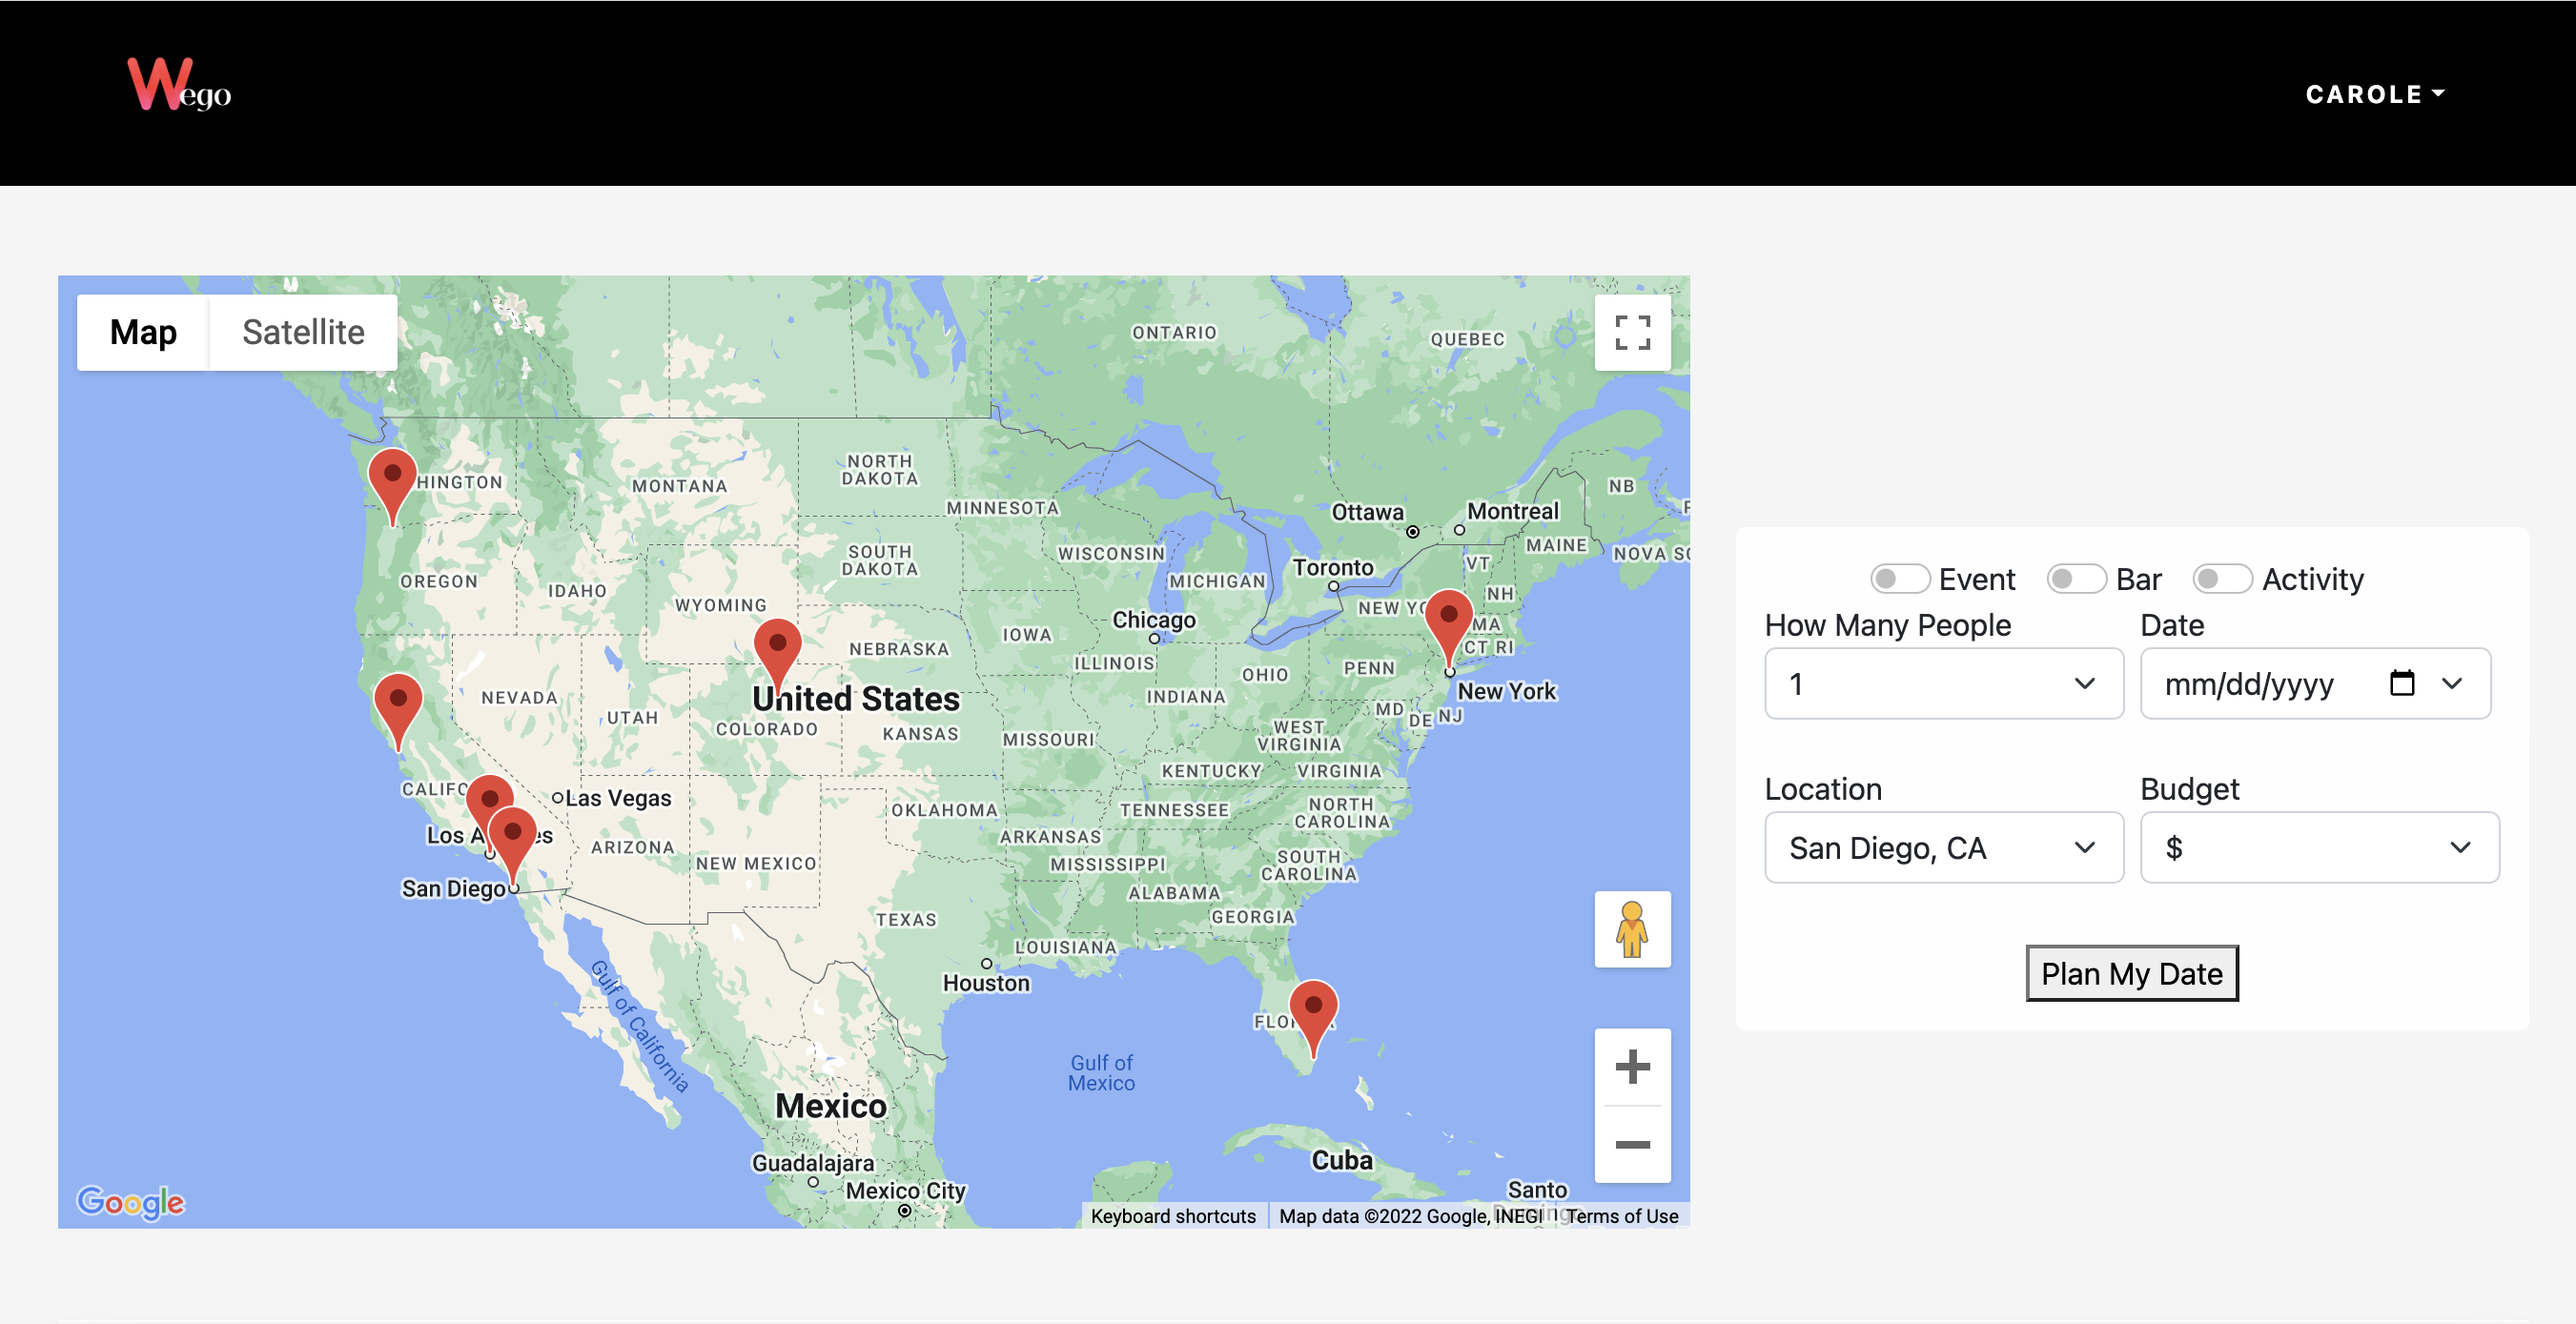 Wego
CAROLE
Map
Satellite
ONTARIO
QUEBEC
HINGTON
MONTANA
NORTH
DAKOTA
MINNESOTA
Ottawa
Montreal
NB
OREGON
IDAHO
WYOMING
SOUTH
DAKOTA
WISCONSIN
MICHIGAN
Toronto
VT
MAINE
NOVA SC
NEW YO
NH
MA
CT RI
NEBRASKA
IOWA
Chicago
ILLINOIS
INDIANA
OHIO
PENN
New York
NEVADA
UTAH
United States
COLORADO
KANSAS
MISSOURI
WEST
VIRGINIA
MD
DE
NJ
KENTUCKY
VIRGINIA
CALIFO
Las Vegas
Los A
es
ARIZONA
NEW MEXICO
OKLAHOMA
ARKANSAS
TENNESSEE
NORTH
CAROLINA
MISSISSIPPI
SOUTH
CAROLINA
ALABAMA
GEORGIA
San Diego
TEXAS
LOUISIANA
Houston
FLO
Gulf of California
Gulf of
Mexico
Mexico
Guadalajara
Mexico City
Cuba
Santo
Domingo
Google
Keyboard shortcuts
Map data ©2022 Google, INEGI
Terms of Use
Event
Bar
Activity
How Many People
Date
1
mm/dd/yyyy
Location
Budget
San Diego, CA
$
Plan My Date